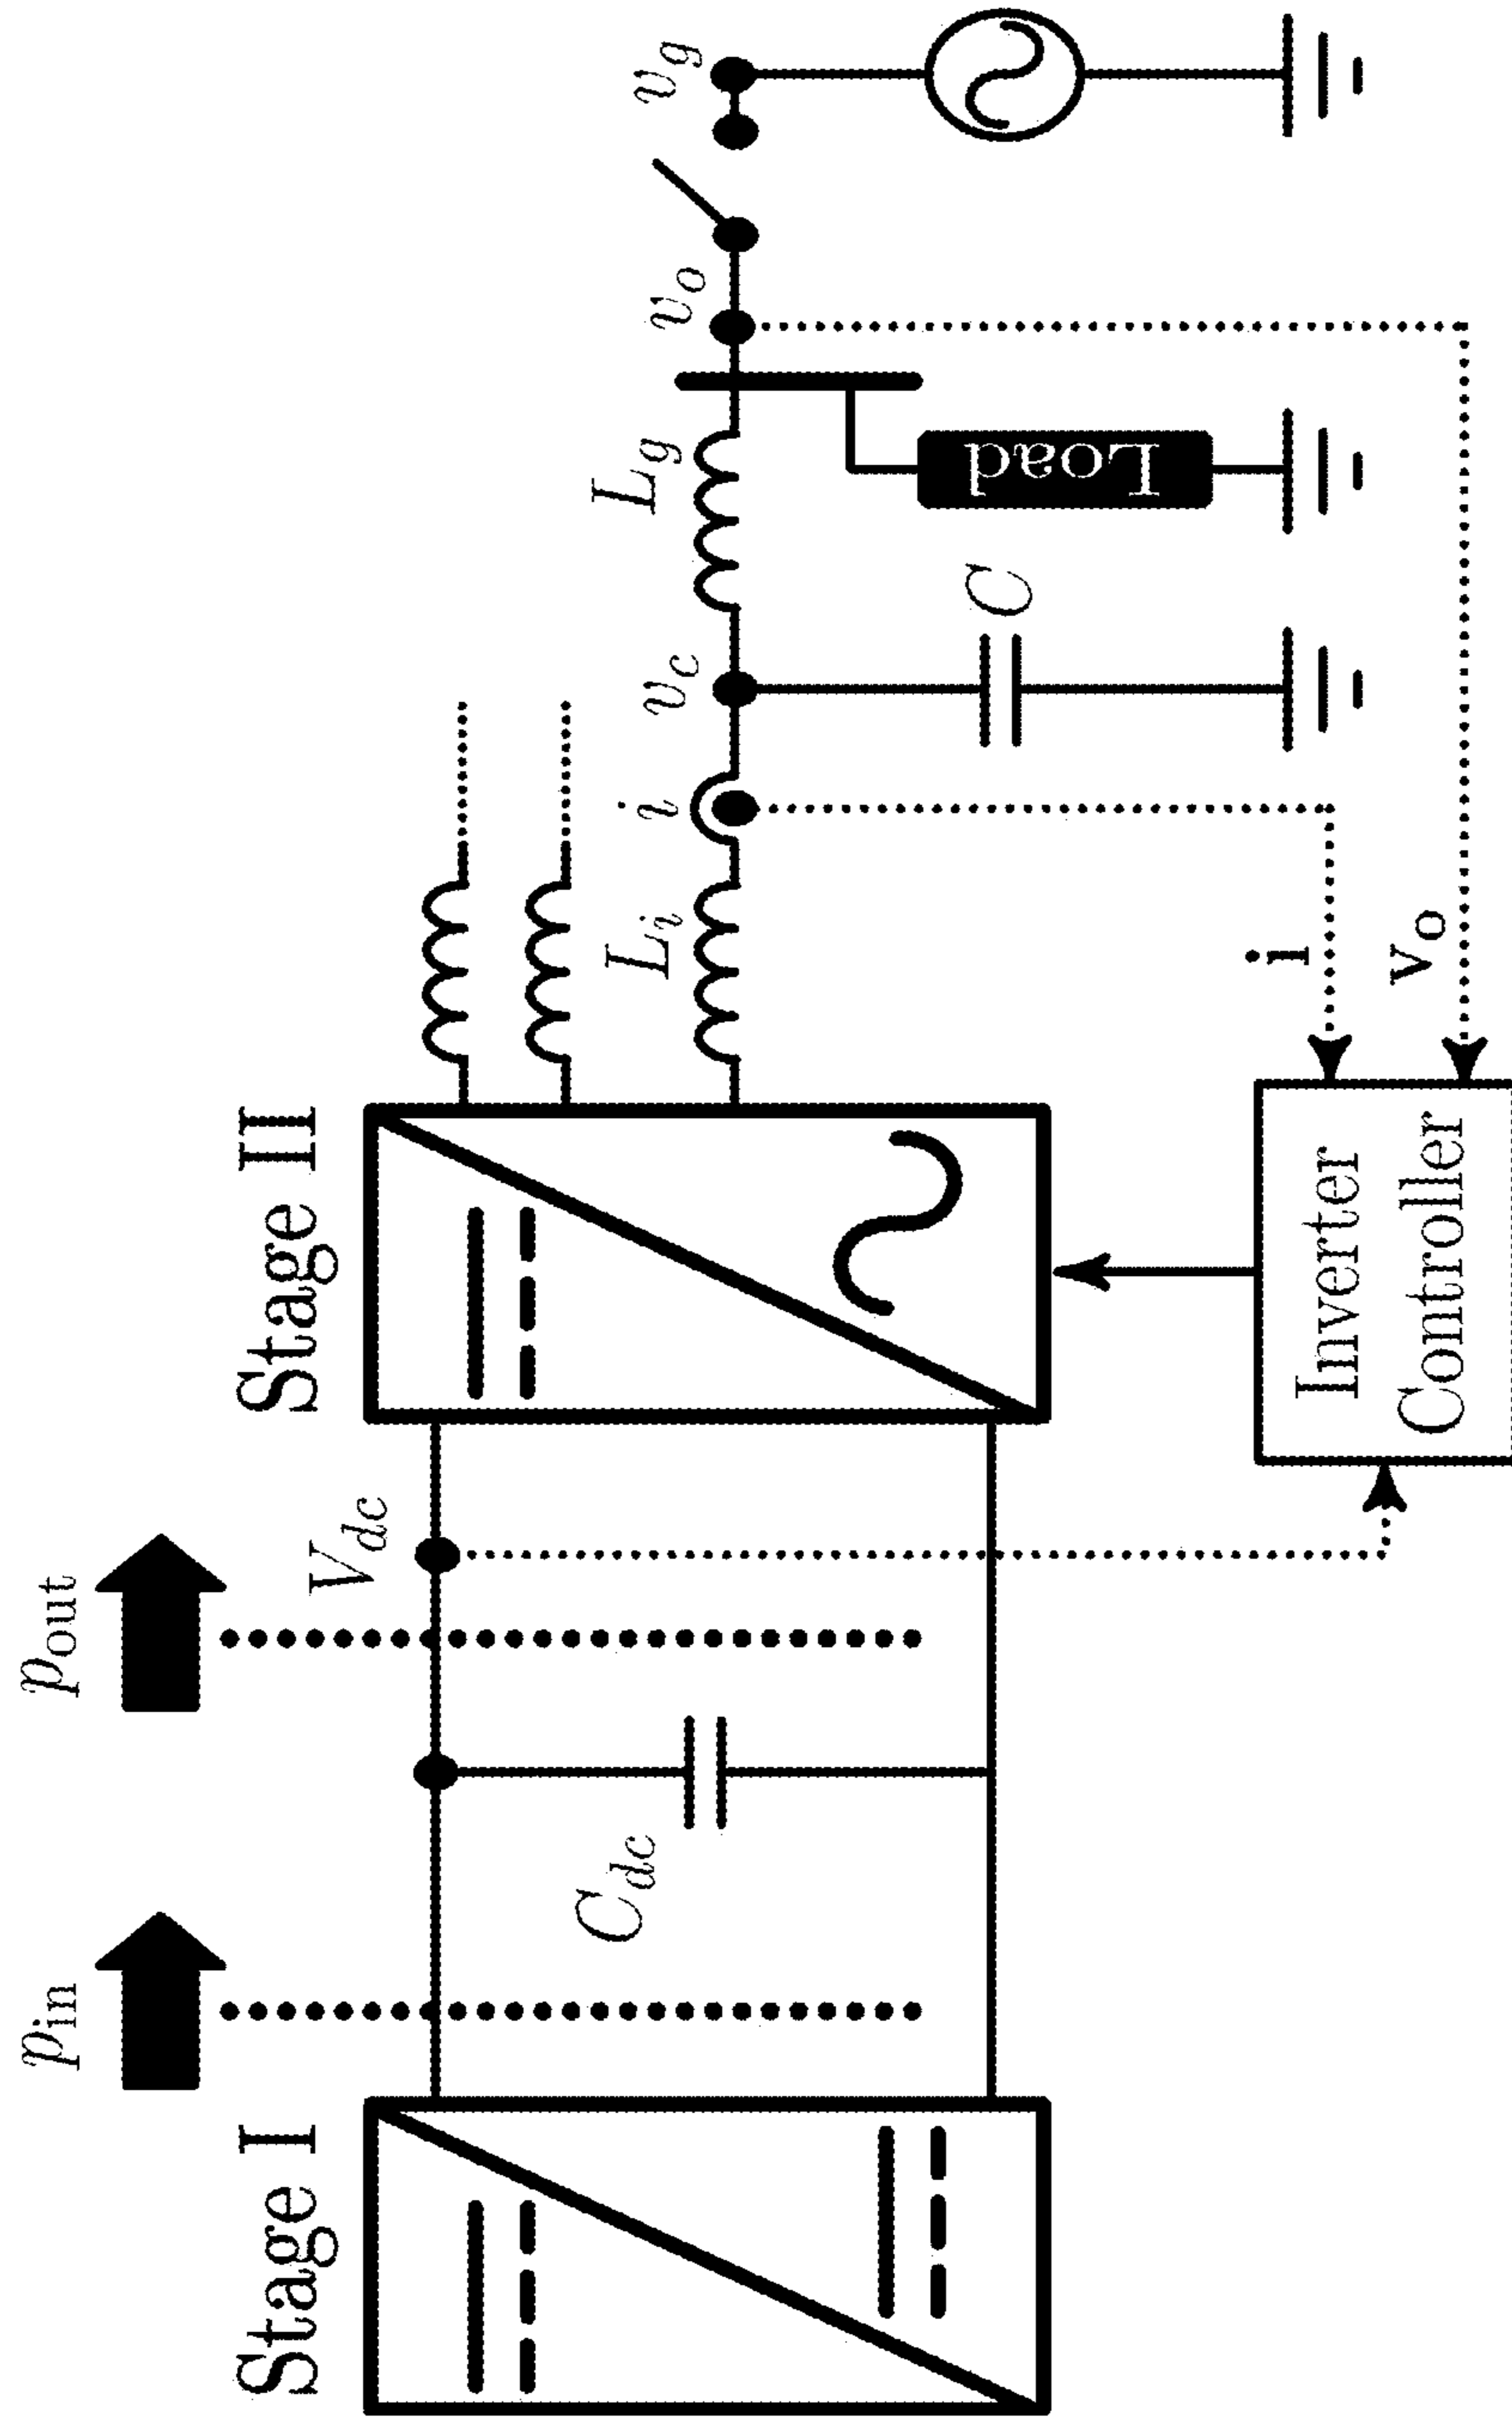 p_in
p_out
Stage I
Stage II
V_dc
C_dc
L_i
i
v_c
L_g
v_o
v_g
C
Load
i
v_o
Inverter
Controller